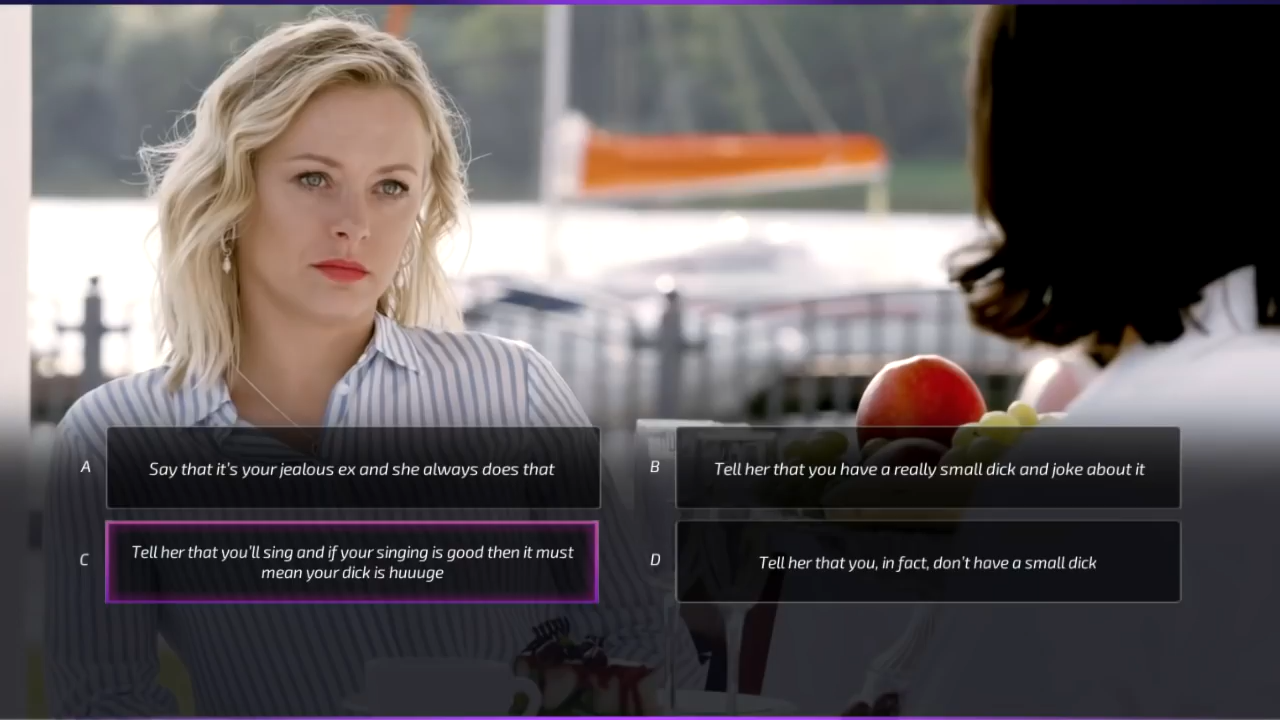 A
Say that it's your jealous ex and she always does that
B
Tell her that you have a really small dick and joke about it
C
Tell her that you'll sing and if your singing is good then it must
mean your dick is huuuge
D
Tell her that you, in fact, don't have a small dick